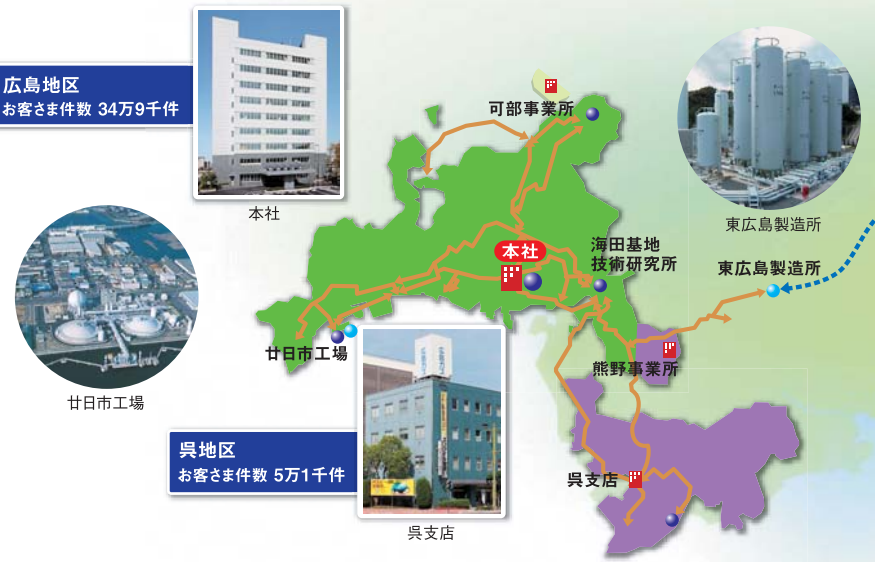 広島地区
お客さま件数 34万9千件
本社
可部事業所
東広島製造所
本社
海田基地
技術研究所
東広島製造所
廿日市工場
廿日市工場
熊野事業所
呉地区
お客さま件数 5万1千件
呉支店
呉支店